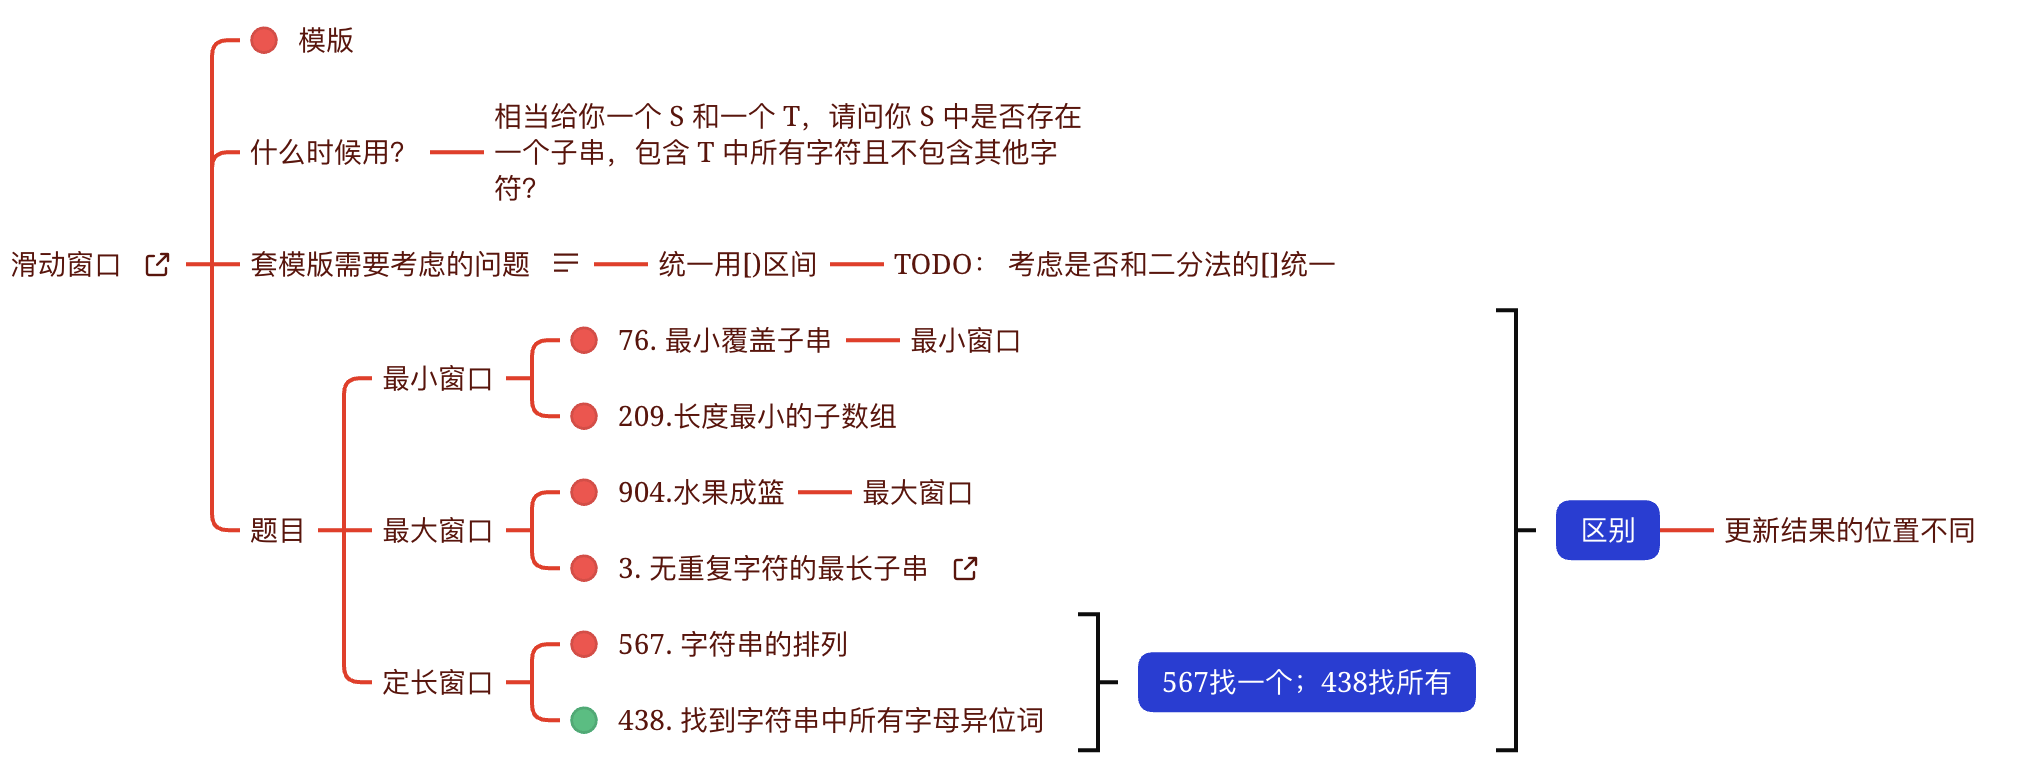 模版
什么时候用?
相当给你一个 S 和一个 T，请问你 S 中是否存在
一个子串，包含 T 中所有字符且不包含其他字
符?
滑动窗口
套模版需要考虑的问题
统一用[)区间
TODO： 考虑是否和二分法的[]统一
题目
最小窗口
76. 最小覆盖子串
最小窗口
209.长度最小的子数组
最大窗口
904.水果成篮
最大窗口
3. 无重复字符的最长子串
定长窗口
567. 字符串的排列
438. 找到字符串中所有字母异位词
567找一个；438找所有
区别
更新结果的位置不同